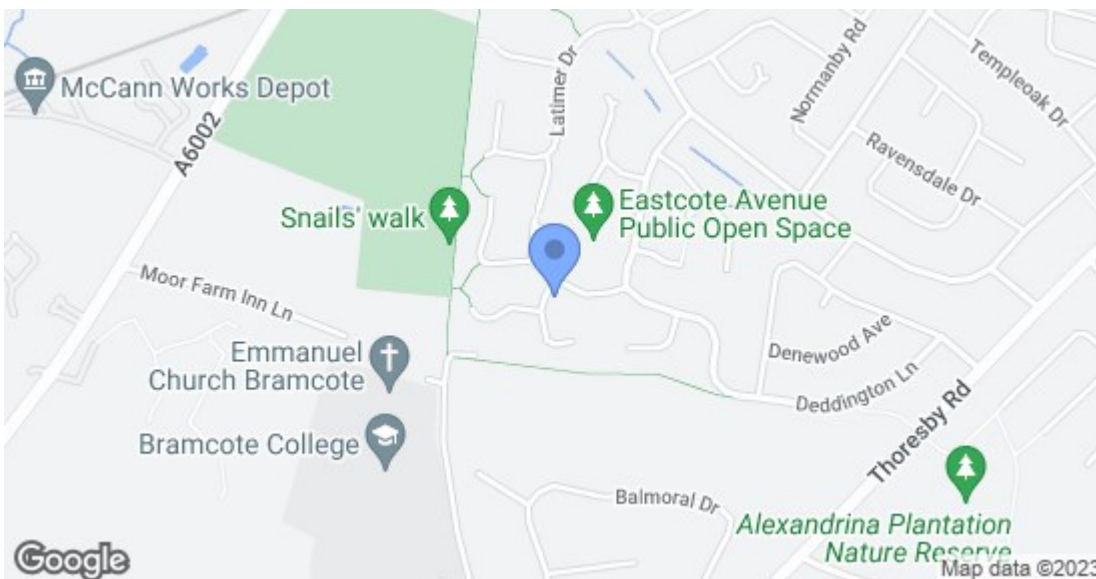 McCann Works Depot
A6002
Latimer Dr
Normanby Rd
Templeoak Dr
Ravensdale Dr
Snails' walk
Eastcote Avenue
Public Open Space
Moor Farm Inn Ln
Emmanuel
Church Bramcote
Denewood Ave
Deddington Ln
Thoresby Rd
Bramcote College
Balmoral Dr
Alexandrina Plantation
Nature Reserve
Google
Map data ©2023